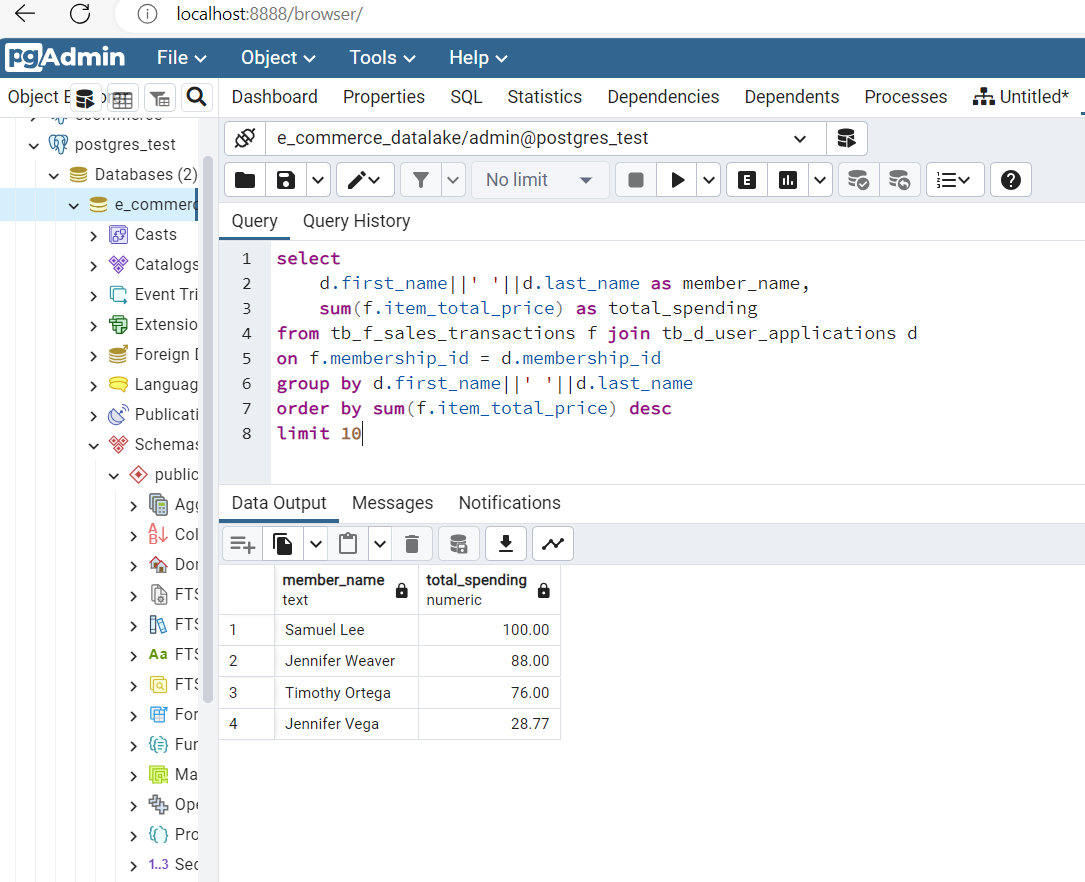 localhost:8888/browser/
pgAdmin File Object Tools Help
Object E Dashboard Properties SQL Statistics Dependencies Dependents Processes Untitled*
postgres_test
e_commerce_datalake/admin@postgres_test
Databases (2)
No limit E
e_commerc
Query Query History
Casts
Catalogs
Event Tri
Extensio
Foreign D
Languag
Publicati
Schemas
public
Agg
Col
Dor
FTS
FTS
Aa FTS
FTS
For
Fun
Ma
Ope
Pro
1..3 Sec
1 select
2 d.first_name||' '||d.last_name as member_name,
3 sum(f.item_total_price) as total_spending
4 from tb_f_sales_transactions f join tb_d_user_applications d
5 on f.membership_id = d.membership_id
6 group by d.first_name||' '||d.last_name
7 order by sum(f.item_total_price) desc
8 limit 10
Data Output Messages Notifications
member_name total_spending
text numeric
1 Samuel Lee 100.00
2 Jennifer Weaver 88.00
3 Timothy Ortega 76.00
4 Jennifer Vega 28.77